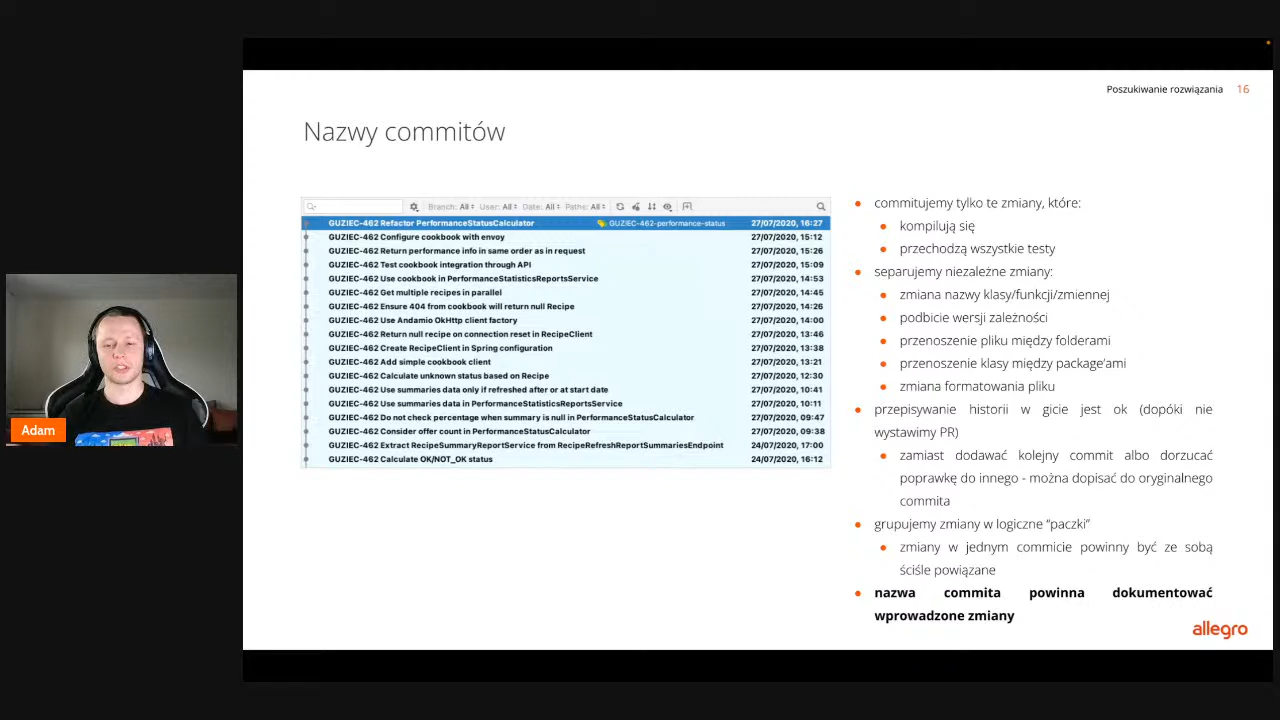 Poszukiwanie rozwiązania 16
Nazwy commitów
Branch: All User: All Date: All Paths: All
GUZIEC-462 Refactor PerformanceStatusCalculator GUZIEC-462-performance-status 27/07/2020, 16:27
GUZIEC-462 Configure cookbook with envoy 27/07/2020, 15:12
GUZIEC-462 Return performance info in same order as in request 27/07/2020, 15:26
GUZIEC-462 Test cookbook integration through API 27/07/2020, 15:09
GUZIEC-462 Use cookbook in PerformanceStatisticsReportsService 27/07/2020, 14:53
GUZIEC-462 Get multiple recipes in parallel 27/07/2020, 14:45
GUZIEC-462 Ensure 404 from cookbook will return null Recipe 27/07/2020, 14:26
GUZIEC-462 Use Andamio OkHttp client factory 27/07/2020, 14:00
GUZIEC-462 Return null recipe on connection reset in RecipeClient 27/07/2020, 13:46
GUZIEC-462 Create RecipeClient in Spring configuration 27/07/2020, 13:38
GUZIEC-462 Add simple cookbook client 27/07/2020, 13:21
GUZIEC-462 Calculate unknown status based on Recipe 27/07/2020, 12:30
GUZIEC-462 Use summaries data only if refreshed after or at start date 27/07/2020, 10:41
GUZIEC-462 Use summaries data in PerformanceStatisticsReportsService 27/07/2020, 10:11
GUZIEC-462 Do not check percentage when summary is null in PerformanceStatusCalculator 27/07/2020, 09:47
GUZIEC-462 Consider offer count in PerformanceStatusCalculator 27/07/2020, 09:38
GUZIEC-462 Extract RecipeSummaryReportService from RecipeRefreshReportSummariesEndpoint 24/07/2020, 17:00
GUZIEC-462 Calculate OK/NOT_OK status 24/07/2020, 16:12
commitujemy tylko te zmiany, które:
kompilują się
przechodzą wszystkie testy
separujemy niezależne zmiany:
zmiana nazwy klasy/funkcji/zmiennej
podbicie wersji zależności
przenoszenie pliku między folderami
przenoszenie klasy między package'ami
zmiana formatowania pliku
przepisywanie historii w gicie jest ok (dopóki nie
wystawimy PR)
zamiast dodawać kolejny commit albo dorzucać
poprawkę do innego - można dopisać do oryginalnego
commita
grupujemy zmiany w logiczne “paczki”
zmiany w jednym commicie powinny być ze sobą
ściśle powiązane
nazwa commita powinna dokumentować
wprowadzone zmiany
allegro
Adam